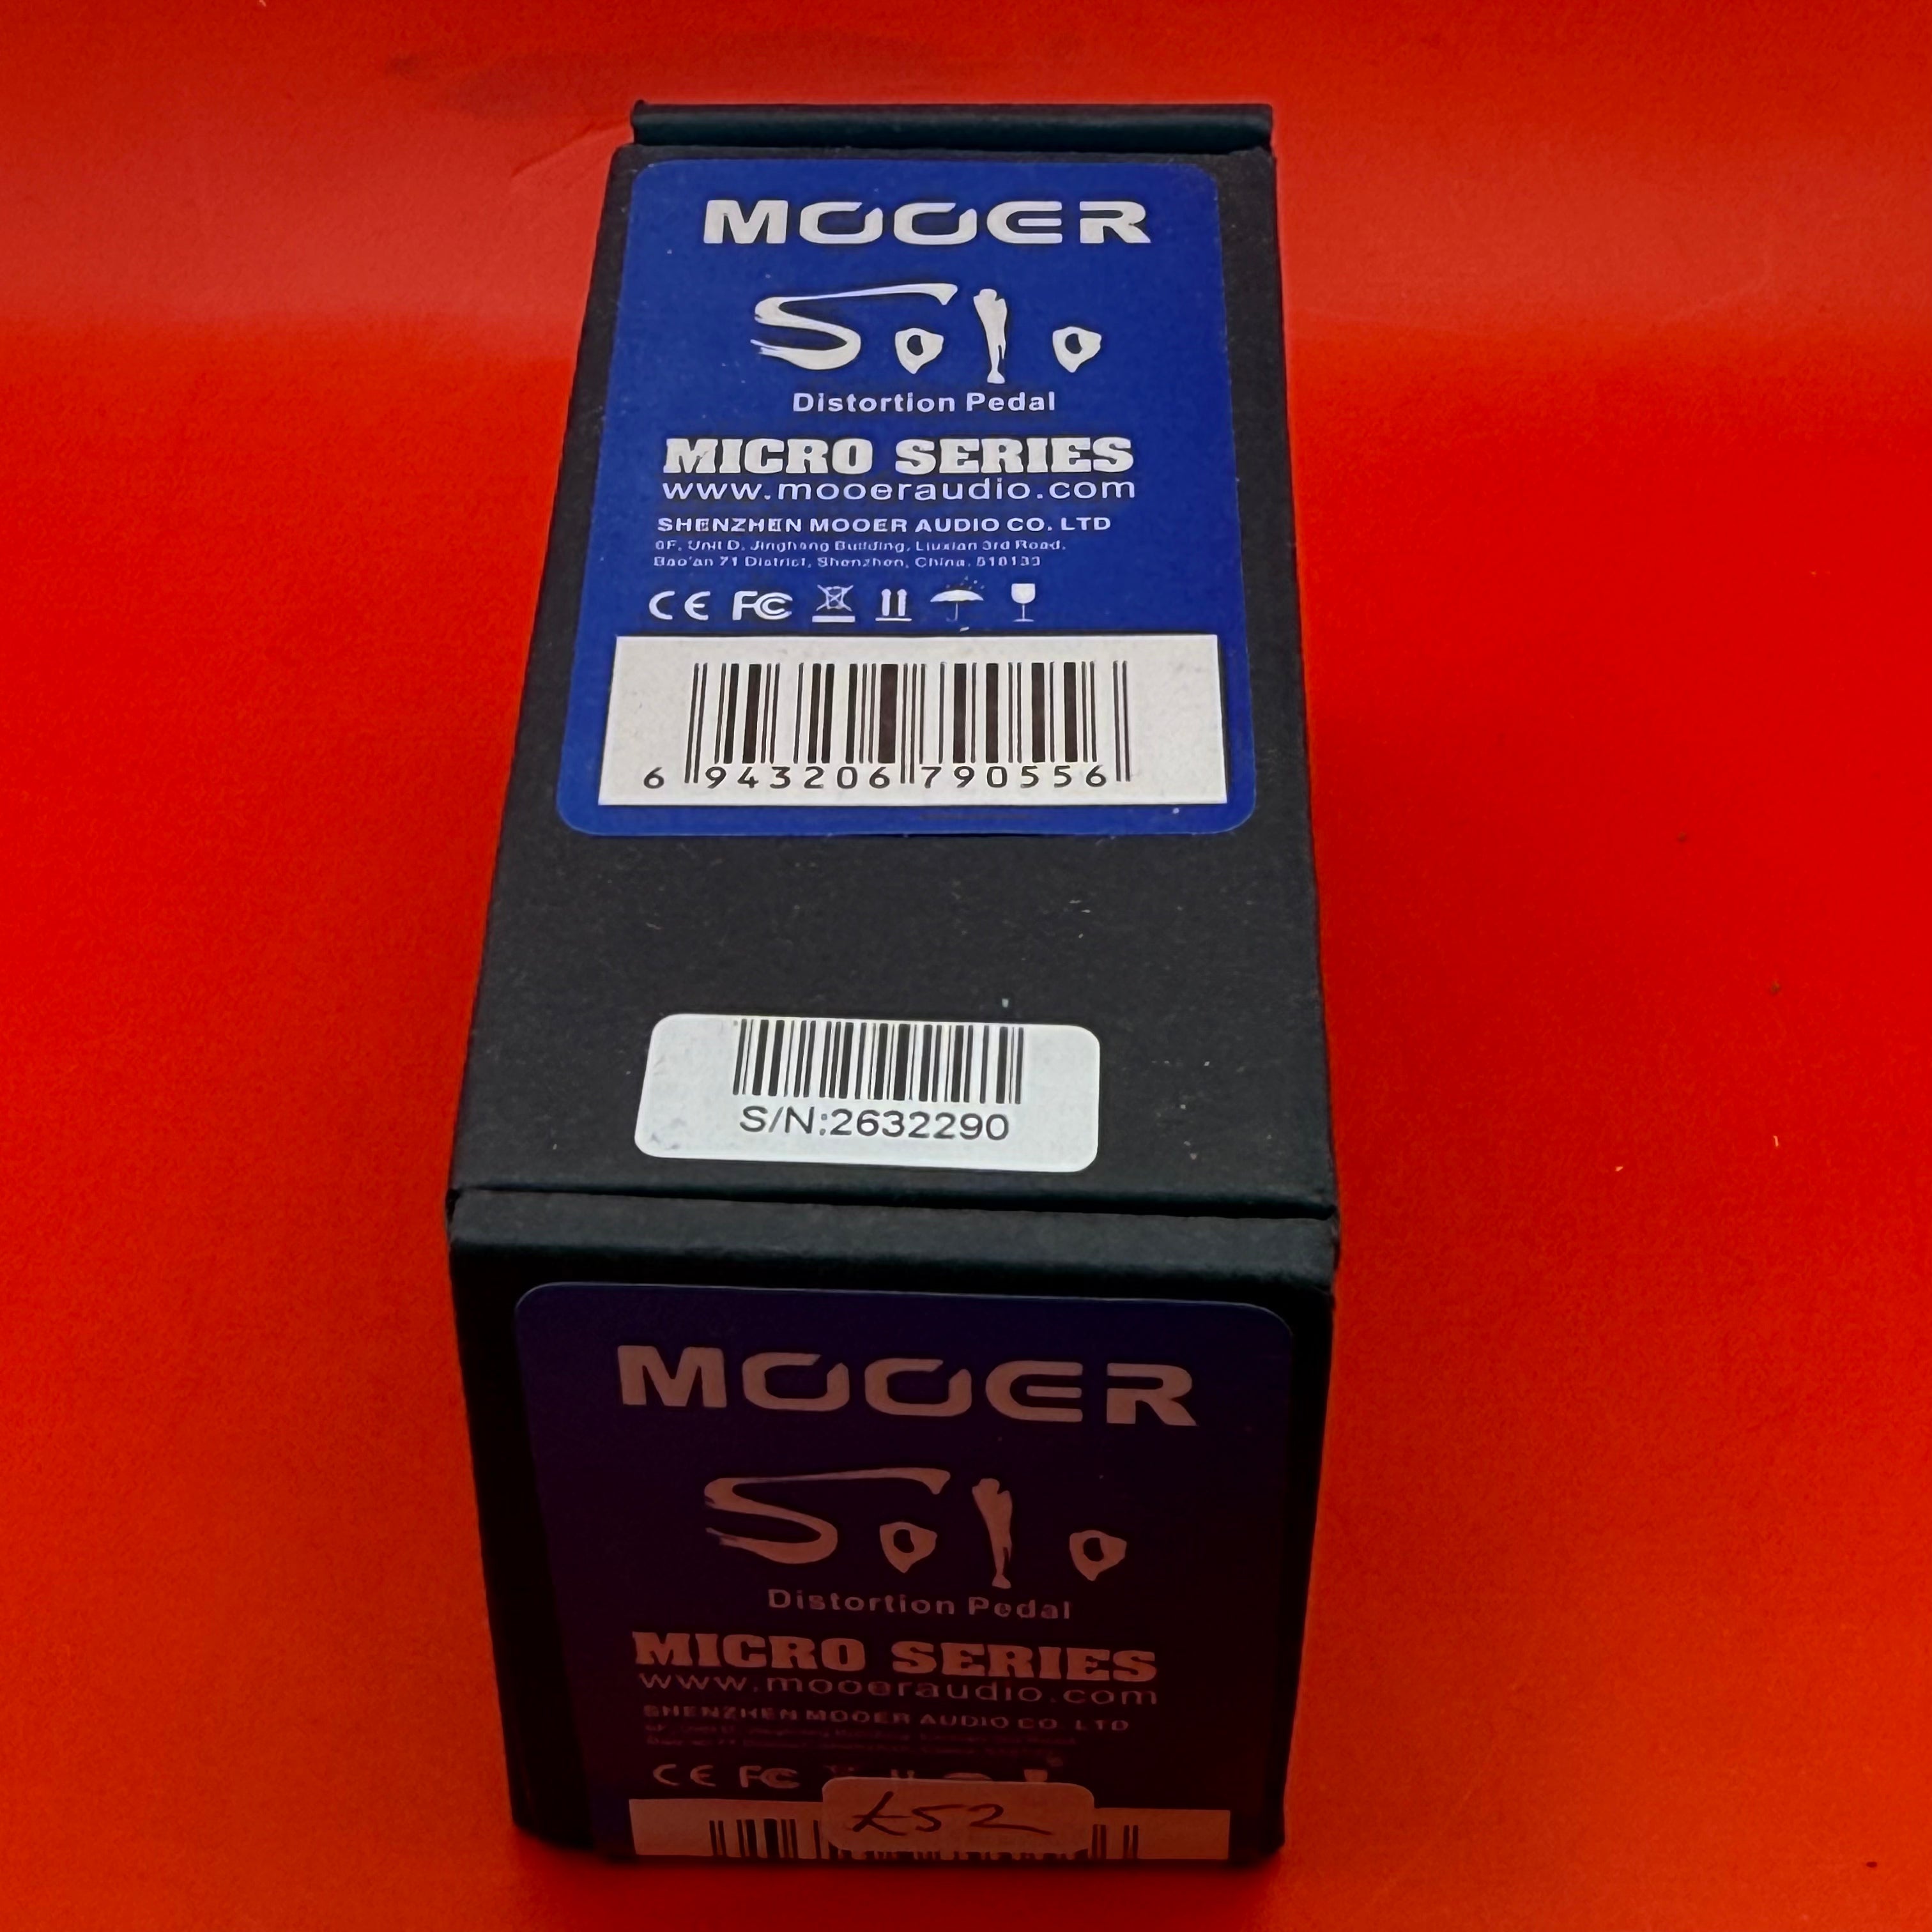 MOOER
Solo
Distortion Pedal
MICRO SERIES
www.mooeraudio.com
SHENZHEN MOOER AUDIO CO. LTD
6F, Unit D, Jinghang Building, Liuxian 3rd Road,
Bao'an 71 District, Shenzhen, China. 518133
CE FC
6 943206 790556
S/N:2632290
MOOER
Solo
Distortion Pedal
MICRO SERIES
www.mooeraudio.com
SHENZHEN MOOER AUDIO CO. LTD
CE FC
£52